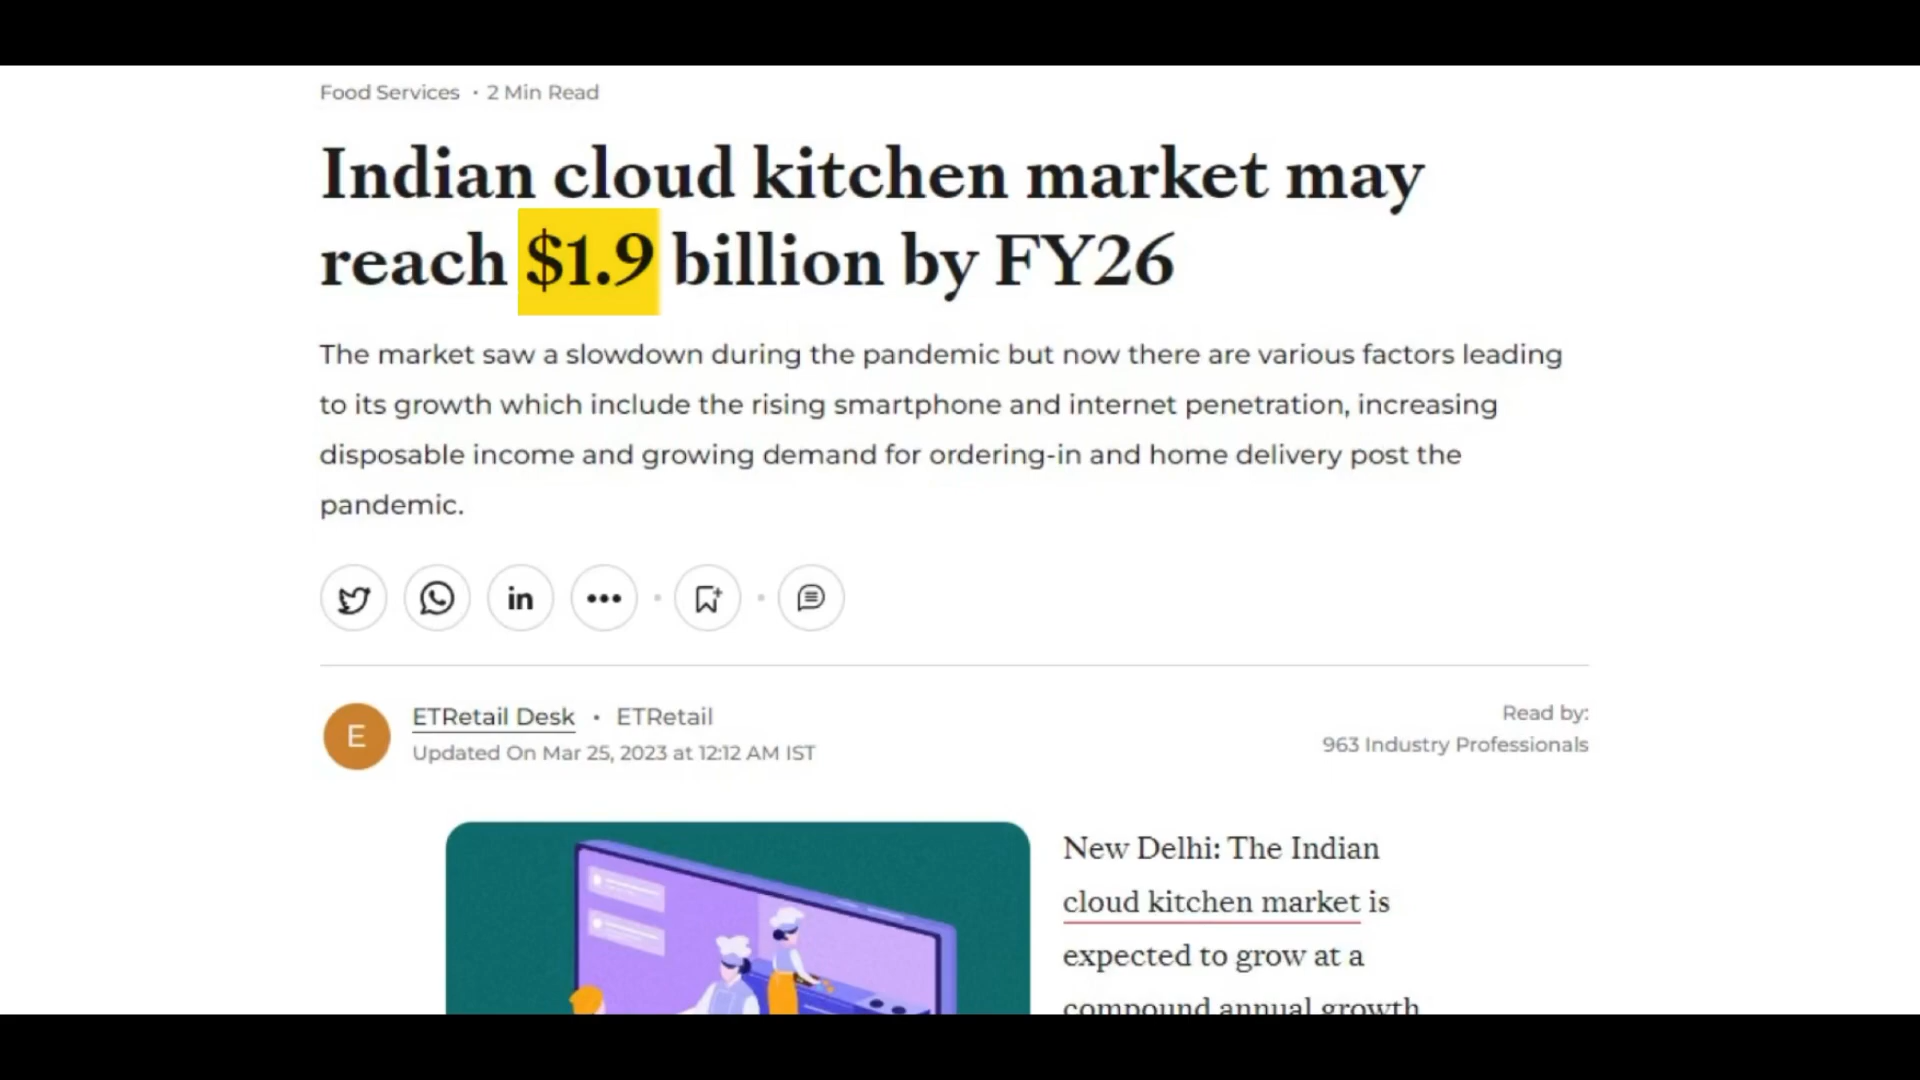 Food Services • 2 Min Read
Indian cloud kitchen market may
reach $1.9 billion by FY26
The market saw a slowdown during the pandemic but now there are various factors leading
to its growth which include the rising smartphone and internet penetration, increasing
disposable income and growing demand for ordering-in and home delivery post the
pandemic.
in
E
ETRetail Desk • ETRetail
Updated On Mar 25, 2023 at 12:12 AM IST
Read by:
963 Industry Professionals
New Delhi: The Indian
cloud kitchen market is
expected to grow at a
compound annual growth